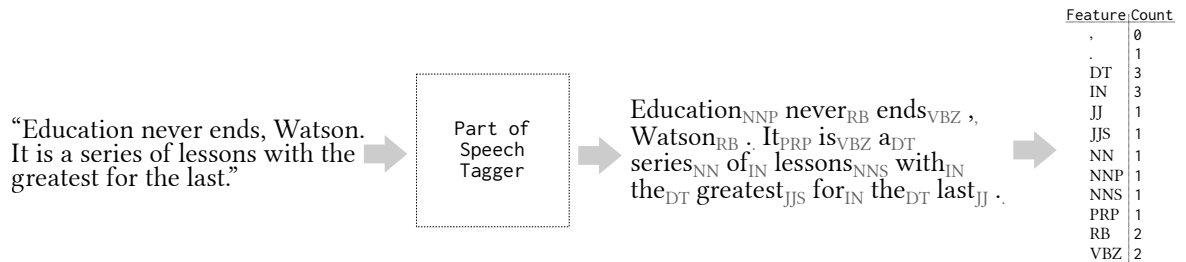 “Education never ends, Watson.
It is a series of lessons with the
greatest for the last.”
Part of
Speech
Tagger
EducationNNP neverRB endsVBZ ,,
WatsonRB .. ItPRP isVBZ aDT
seriesNN ofIN lessonsNNS withIN
theDT greatestJJS forIN theDT lastJJ ..
Feature Count
, 0
. 1
DT 3
IN 3
JJ 1
JJS 1
NN 1
NNP 1
NNS 1
PRP 1
RB 2
VBZ 2